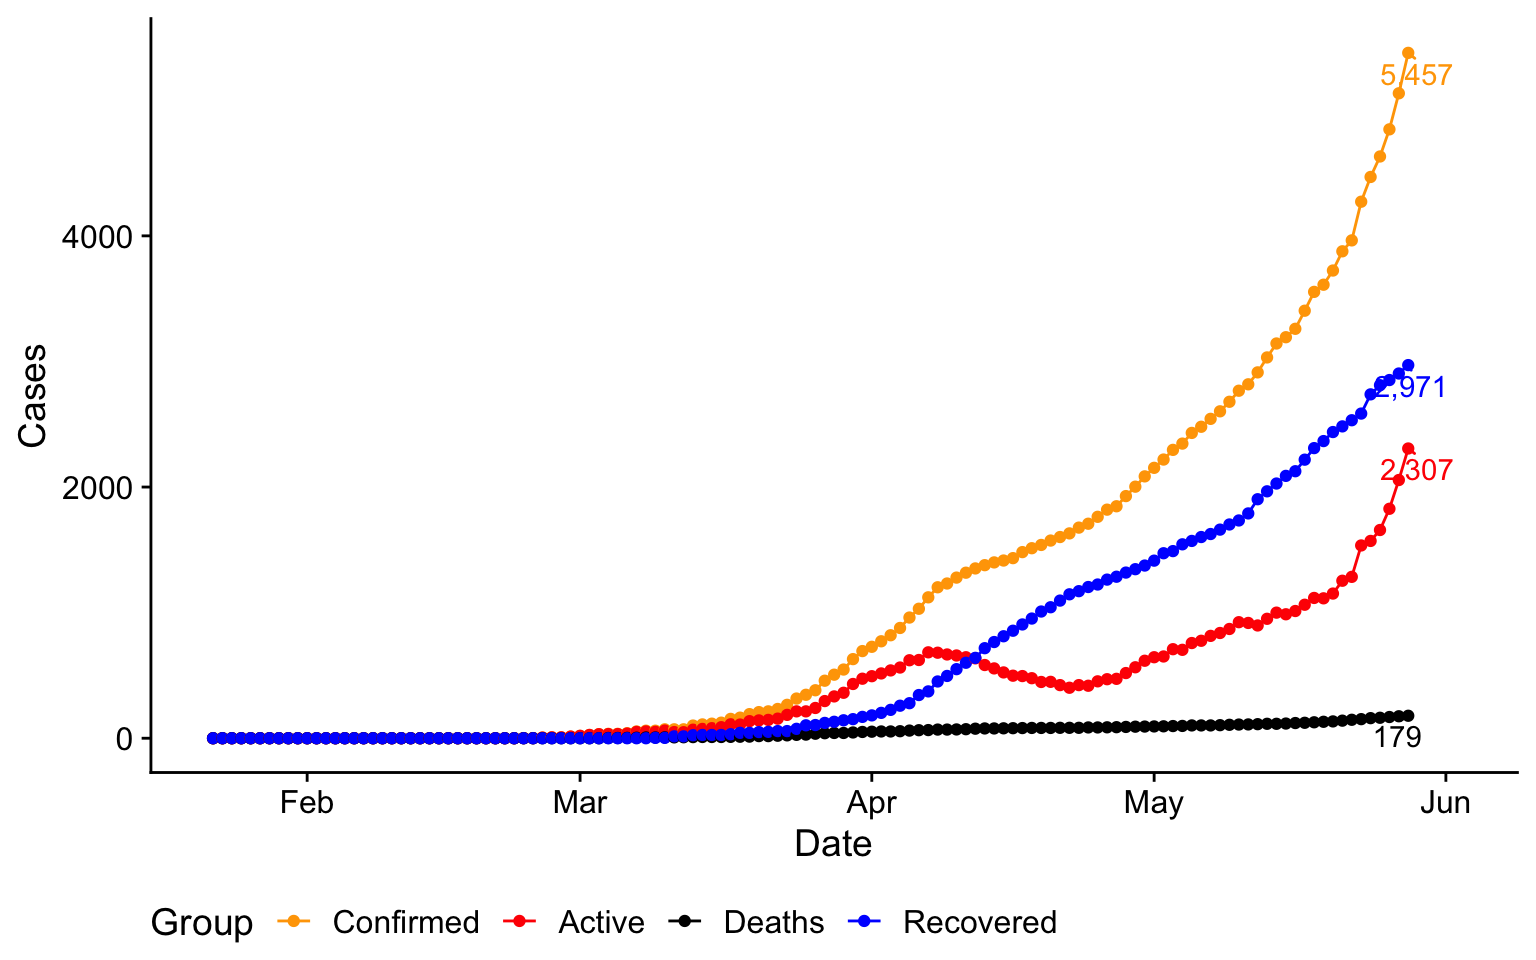 5,457
4000
Cases
2,971
2000
2,307
0
179
Feb Mar Apr May Jun
Date
Group Confirmed Active Deaths Recovered